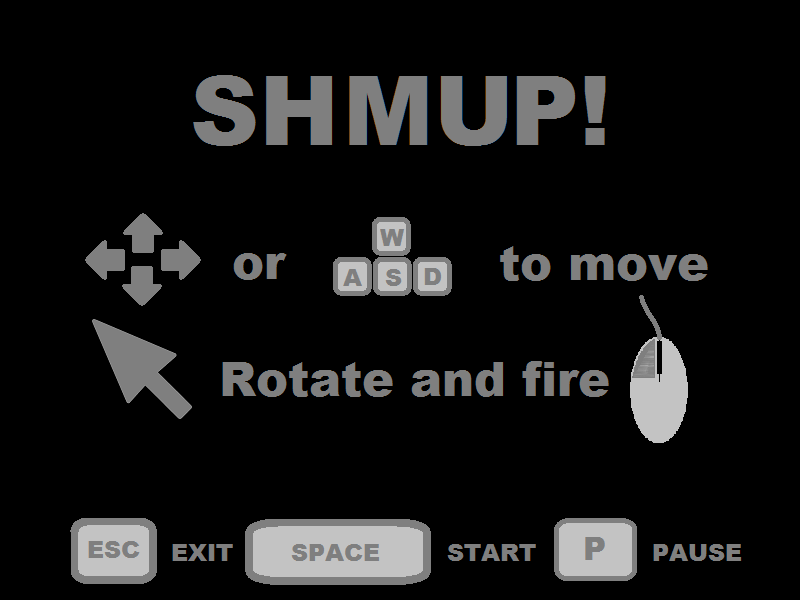 SHMUP!
or W A S D to move
Rotate and fire
ESC EXIT SPACE START P PAUSE